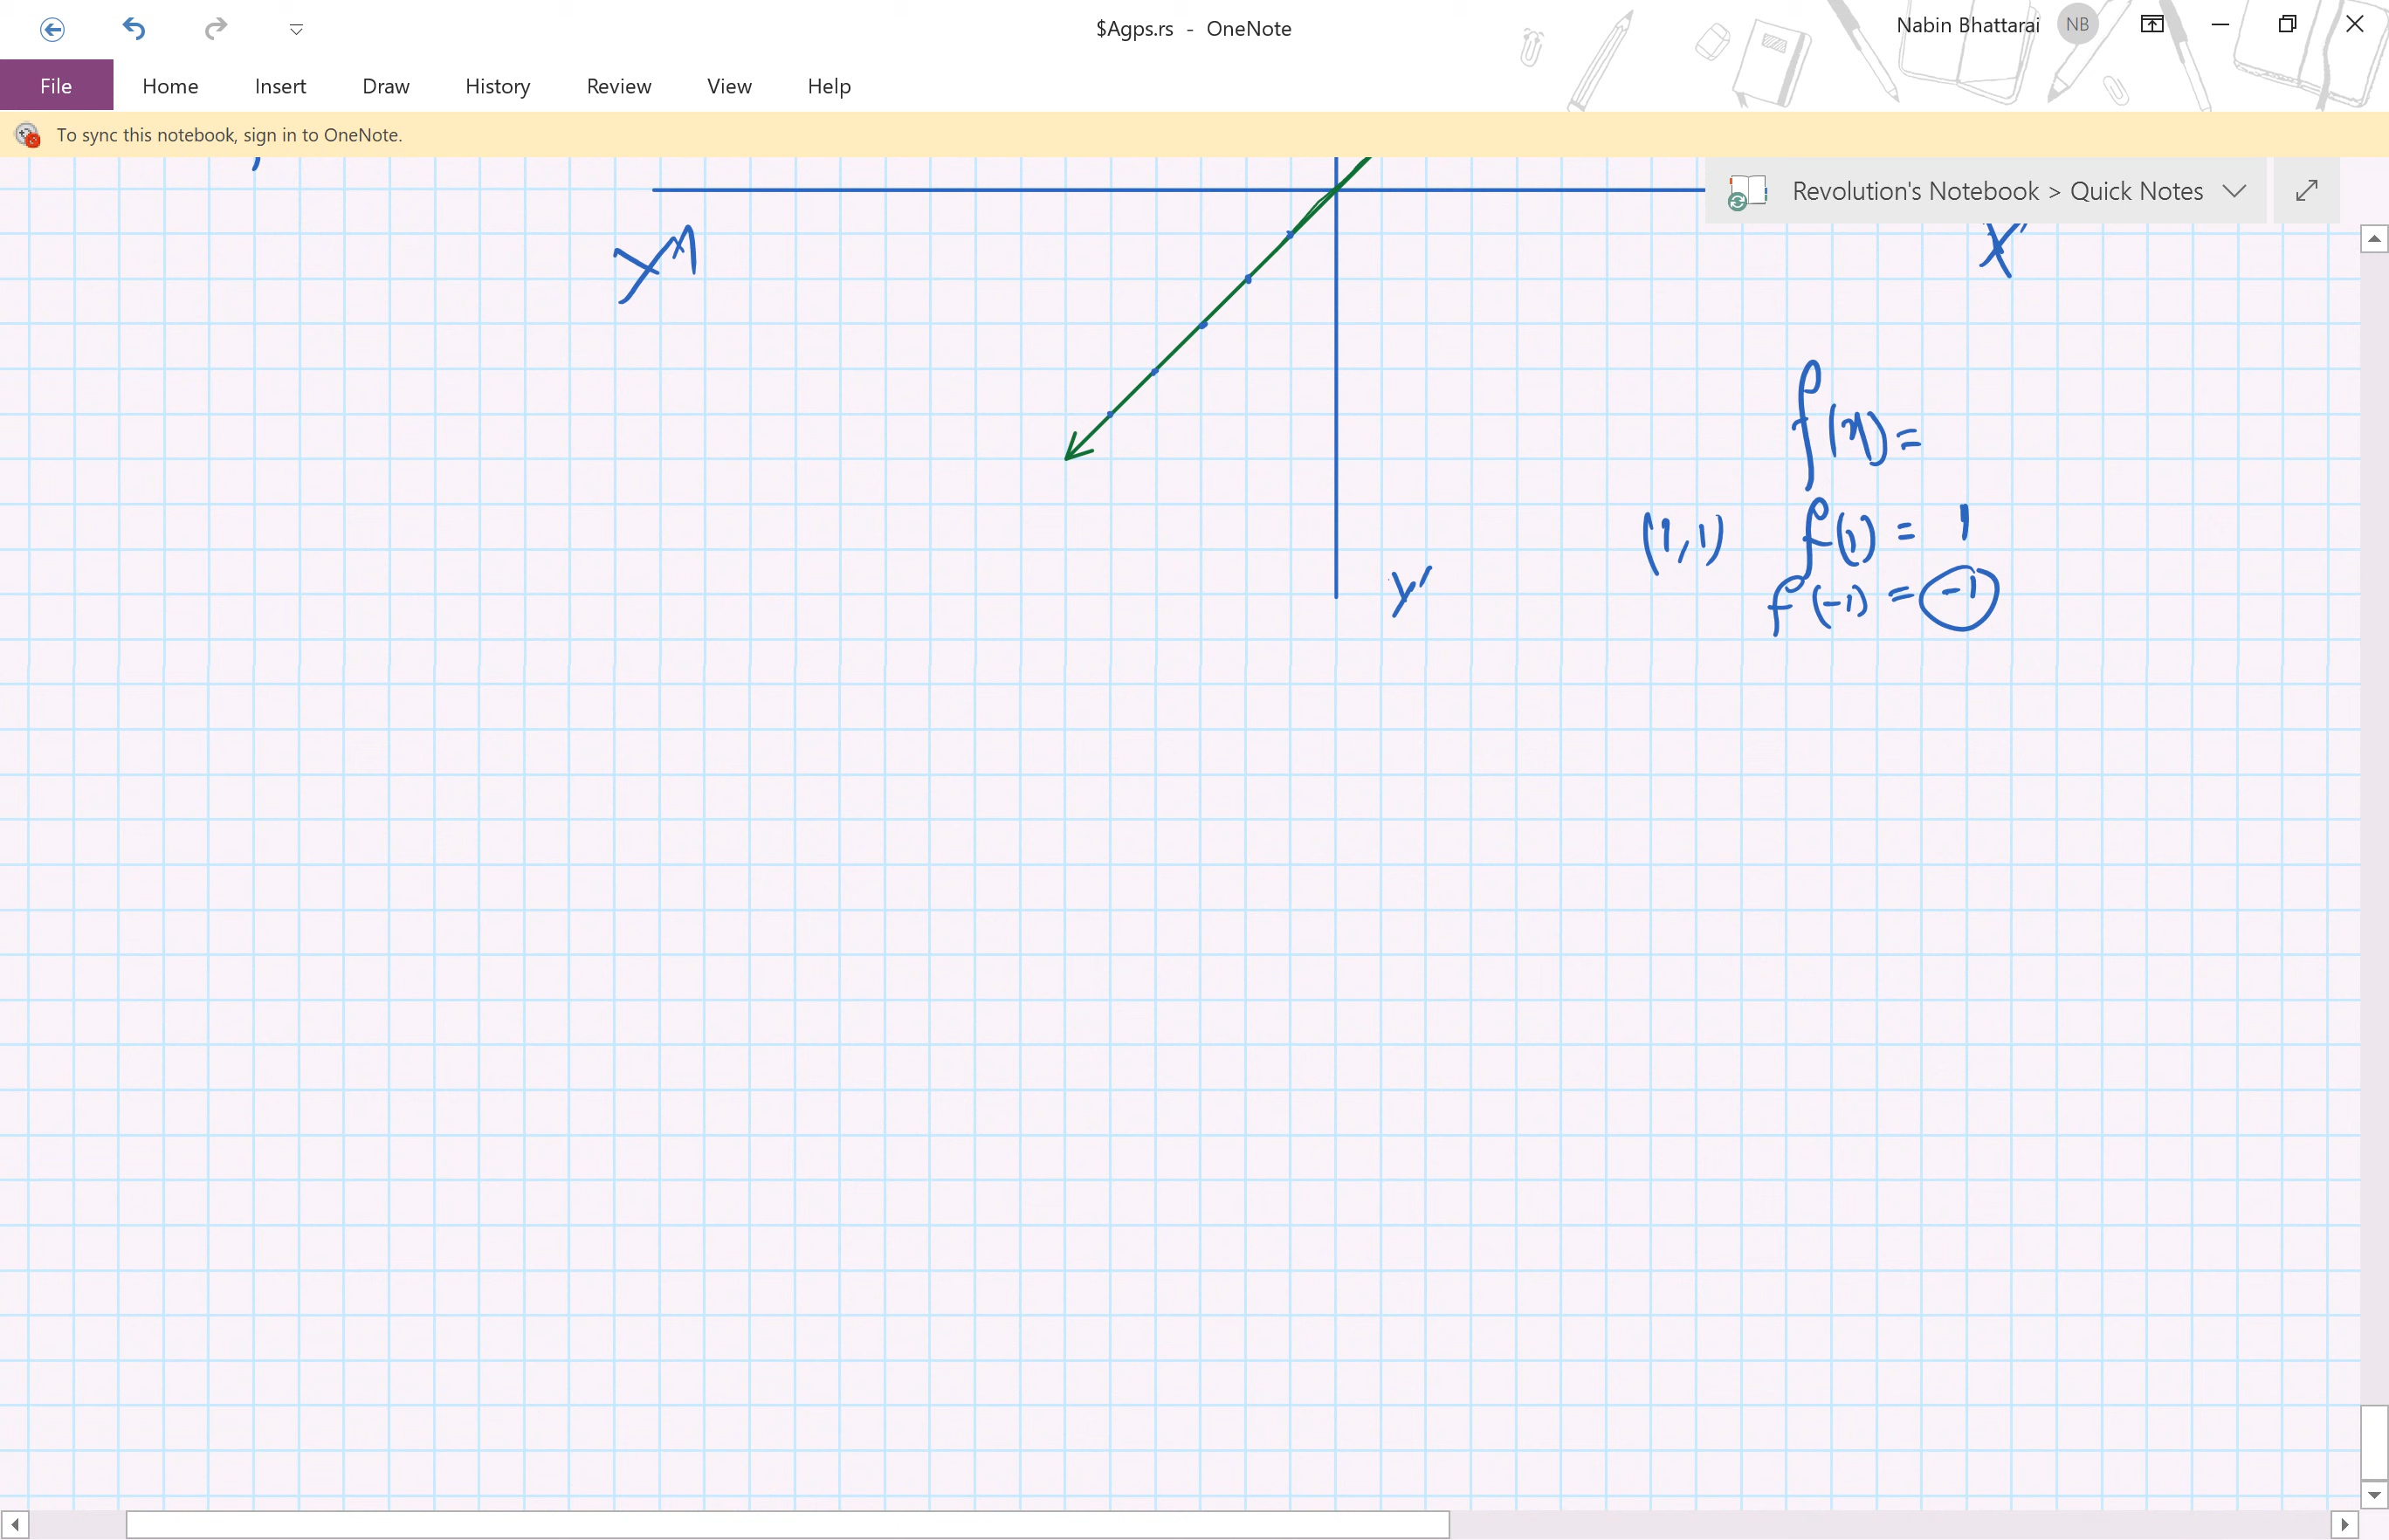 $Agps.rs - OneNote
Nabin Bhattarai NB
File Home Insert Draw History Review View Help
To sync this notebook, sign in to OneNote.
Revolution's Notebook > Quick Notes
f(x)=
(1,1) f(1) = 1
y' f(-1) = -1